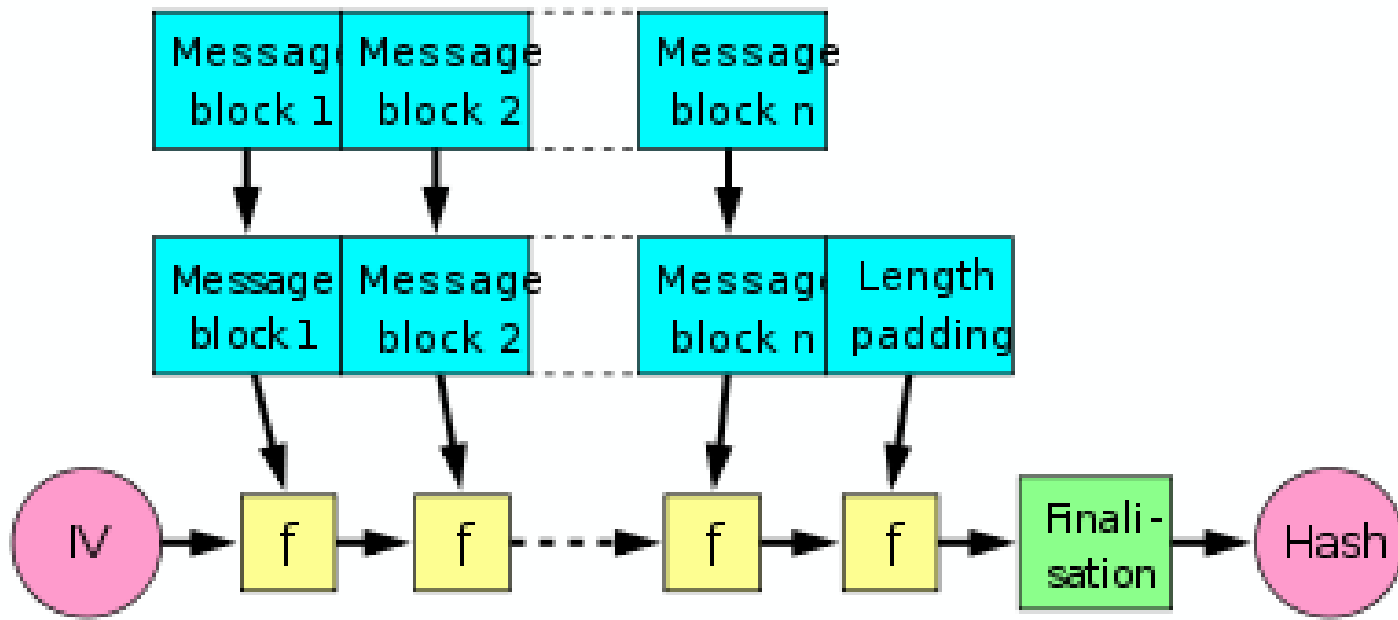 Message
block 1
Message
block 2
Message
block n
Message
block 1
Message
block 2
Message
block n
Length
padding
IV
f
f
f
f
Finali-
sation
Hash